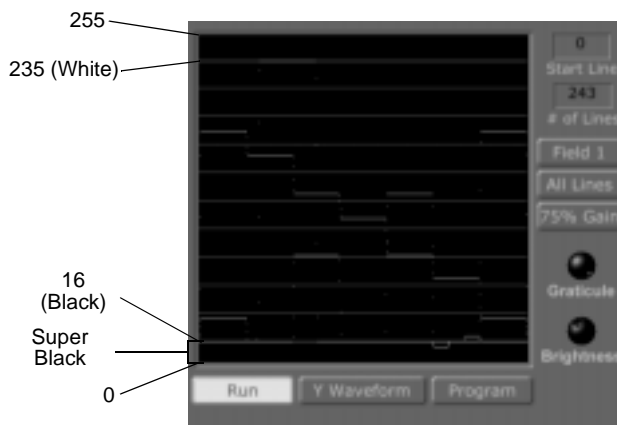 255
235 (White)
16
(Black)
Super
Black
0
0
Start Line
243
# of Lines
Field 1
All Lines
75% Gain
Graticule
Brightness
Run
Y Waveform
Program